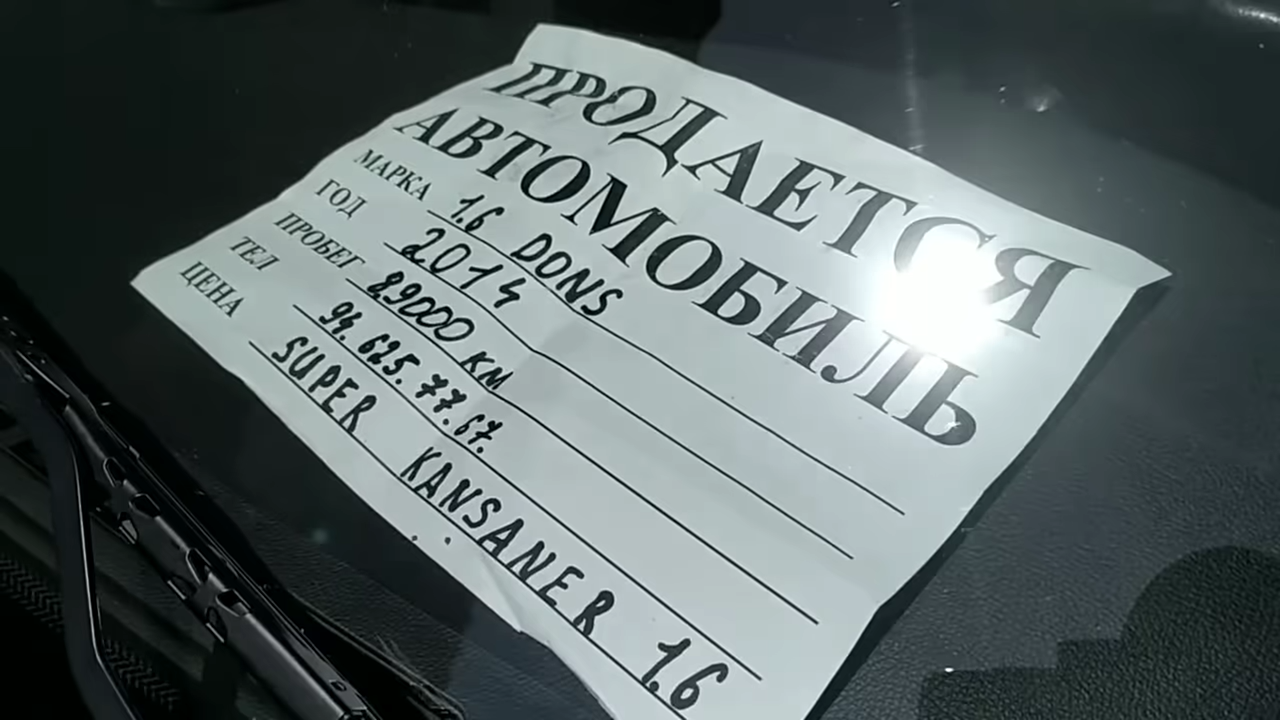 ПРОДАЕТСЯ
АВТОМОБИЛЬ
МАРКА 1.6 DONS
ГОД 2014
ПРОБЕГ 89000 KM
ТЕЛ 94.625.77.67.
ЦЕНА SUPER KANSANER 1.6